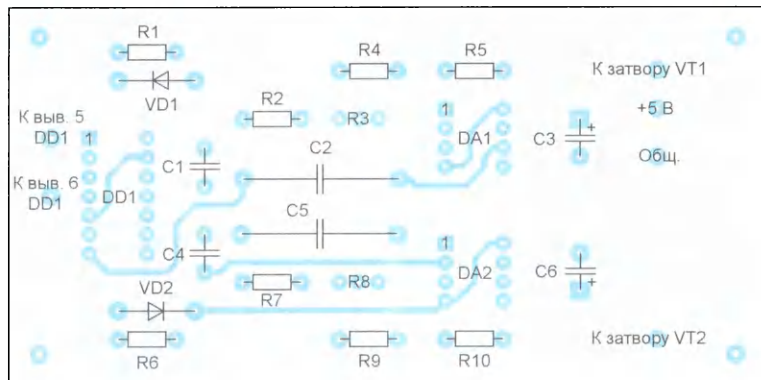 R1
R4
R5
К затвору VT1
VD1
R2
R3
К выв. 5
DD1
1
1
DA1
C3
+
+5 В
C2
C1
Общ.
К выв. 6
DD1
DD1
C5
C4
1
DA2
C6
+
VD2
R7
R8
R6
R9
R10
К затвору VT2